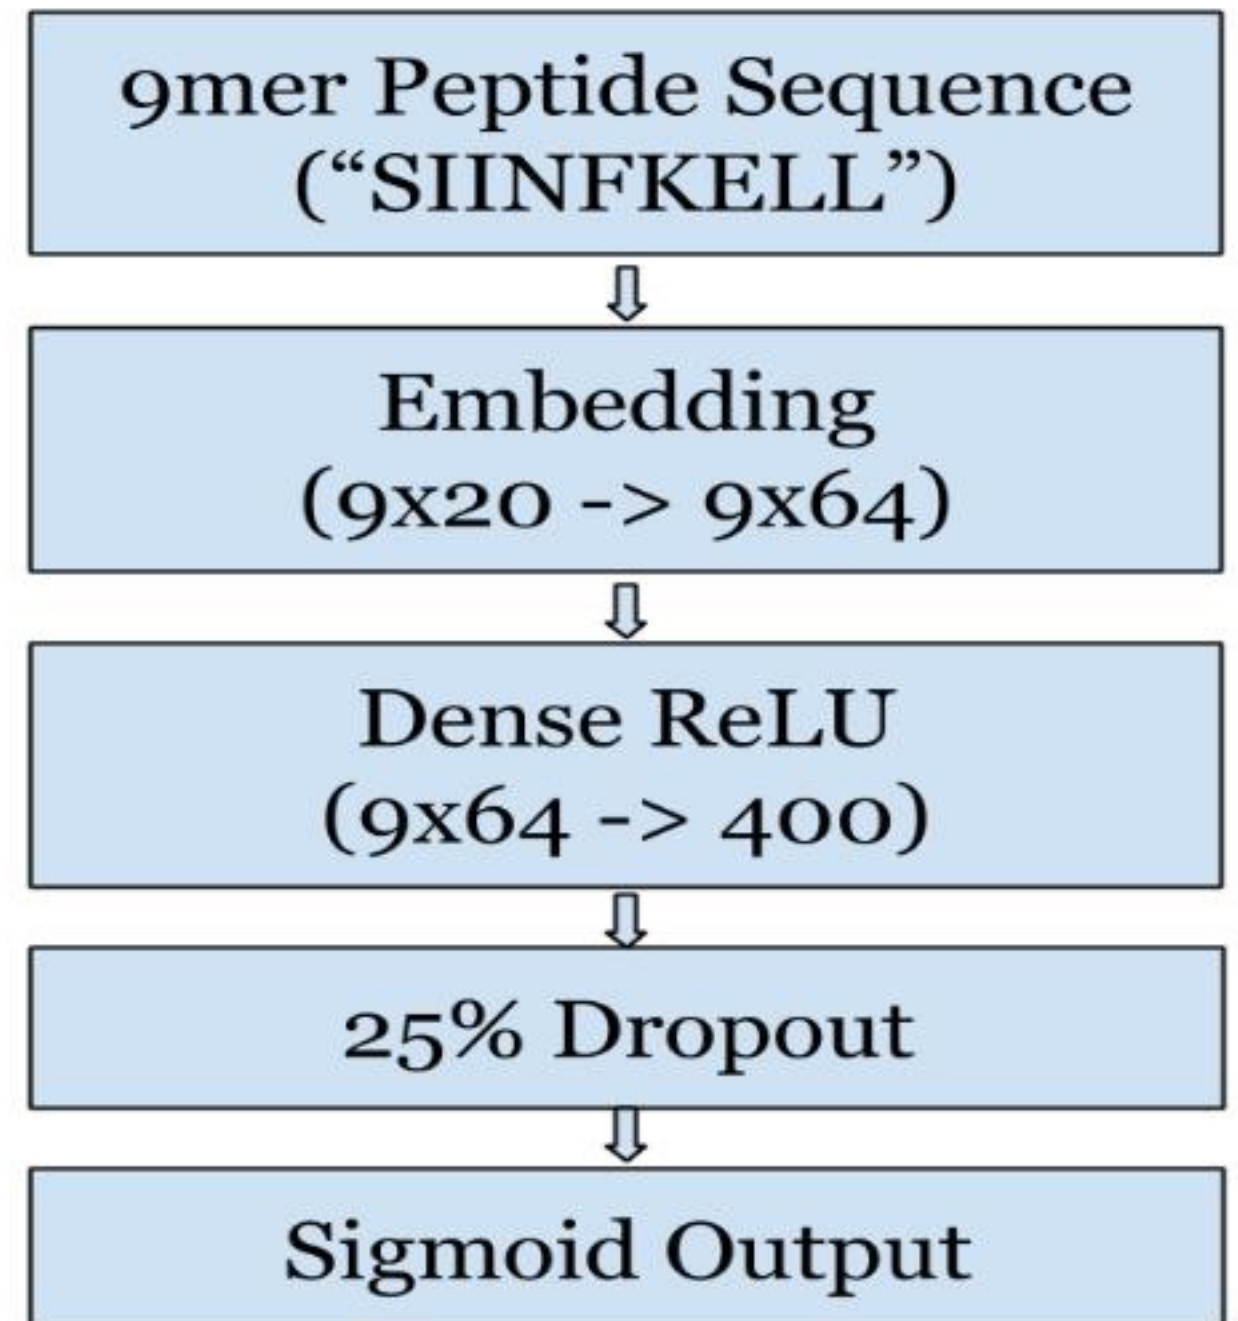 9mer Peptide Sequence
(“SIINFKELL”)
Embedding
(9x20 -> 9x64)
Dense ReLU
(9x64 -> 400)
25% Dropout
Sigmoid Output